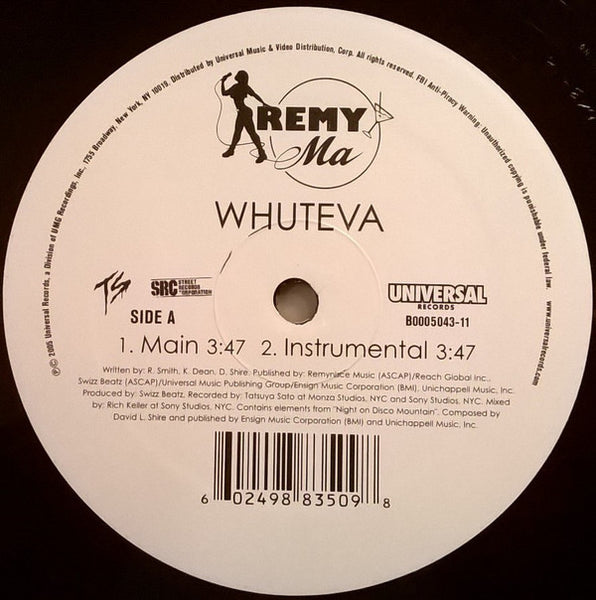 ℗© 2005 Universal Records, a Division of UMG Recordings, Inc., 1755 Broadway, New York, NY 10019. Distributed by Universal Music & Video Distribution, Corp. All rights reserved. FBI Anti-Piracy Warning: Unauthorized copying is punishable under federal law. www.universalrecords.com
REMY
Ma
WHUTEVA
TS
SRC STREET RECORDS CORPORATION
UNIVERSAL
RECORDS
SIDE A
B0005043-11
1. Main 3:47 2. Instrumental 3:47
Written by: R. Smith, K. Dean, D. Shire. Published by: Remynisce Music (ASCAP)/Reach Global Inc.,
Swizz Beatz (ASCAP)/Universal Music Publishing Group/Ensign Music Corporation (BMI), Unichappell Music, Inc.
Produced by: Swizz Beatz. Recorded by: Tatsuya Sato at Monza Studios, NYC and Sony Studios, NYC. Mixed
by: Rich Keller at Sony Studios, NYC. Contains elements from "Night on Disco Mountain". Composed by
David L. Shire and published by Ensign Music Corporation (BMI) and Unichappell Music, Inc.
6 02498 83509 8